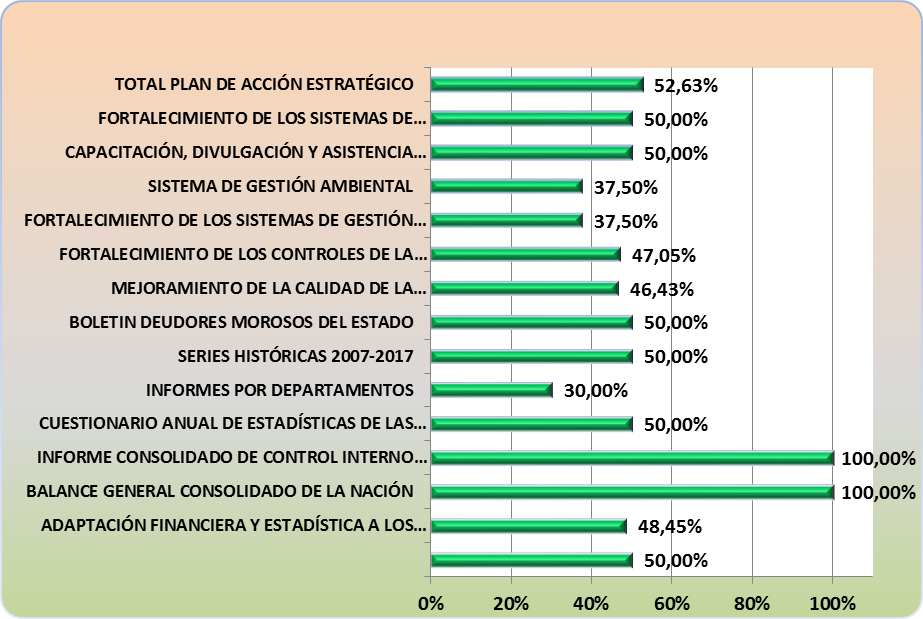 TOTAL PLAN DE ACCIÓN ESTRATÉGICO 52,63%
FORTALECIMIENTO DE LOS SISTEMAS DE... 50,00%
CAPACITACIÓN, DIVULGACIÓN Y ASISTENCIA... 50,00%
SISTEMA DE GESTIÓN AMBIENTAL 37,50%
FORTALECIMIENTO DE LOS SISTEMAS DE GESTIÓN... 37,50%
FORTALECIMIENTO DE LOS CONTROLES DE LA... 47,05%
MEJORAMIENTO DE LA CALIDAD DE LA... 46,43%
BOLETIN DEUDORES MOROSOS DEL ESTADO 50,00%
SERIES HISTÓRICAS 2007-2017 50,00%
INFORMES POR DEPARTAMENTOS 30,00%
CUESTIONARIO ANUAL DE ESTADÍSTICAS DE LAS... 50,00%
INFORME CONSOLIDADO DE CONTROL INTERNO... 100,00%
BALANCE GENERAL CONSOLIDADO DE LA NACIÓN 100,00%
ADAPTACIÓN FINANCIERA Y ESTADÍSTICA A LOS... 48,45%
50,00%
0% 20% 40% 60% 80% 100%